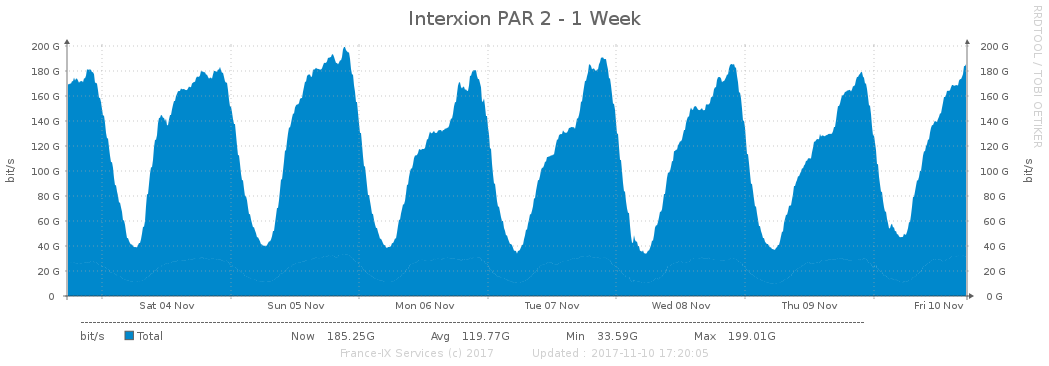 Interxion PAR 2 - 1 Week
RRDTOOL / TOBI OETIKER
200 G 200 G
180 G 180 G
160 G 160 G
140 G 140 G
120 G 120 G
100 G 100 G
80 G 80 G
60 G 60 G
40 G 40 G
20 G 20 G
0 0 G
bit/s
bit/s
Sat 04 Nov Sun 05 Nov Mon 06 Nov Tue 07 Nov Wed 08 Nov Thu 09 Nov Fri 10 Nov
bit/s Total Now 185.25G Avg 119.77G Min 33.59G Max 199.01G
France-IX Services (c) 2017 Updated : 2017-11-10 17:20:05